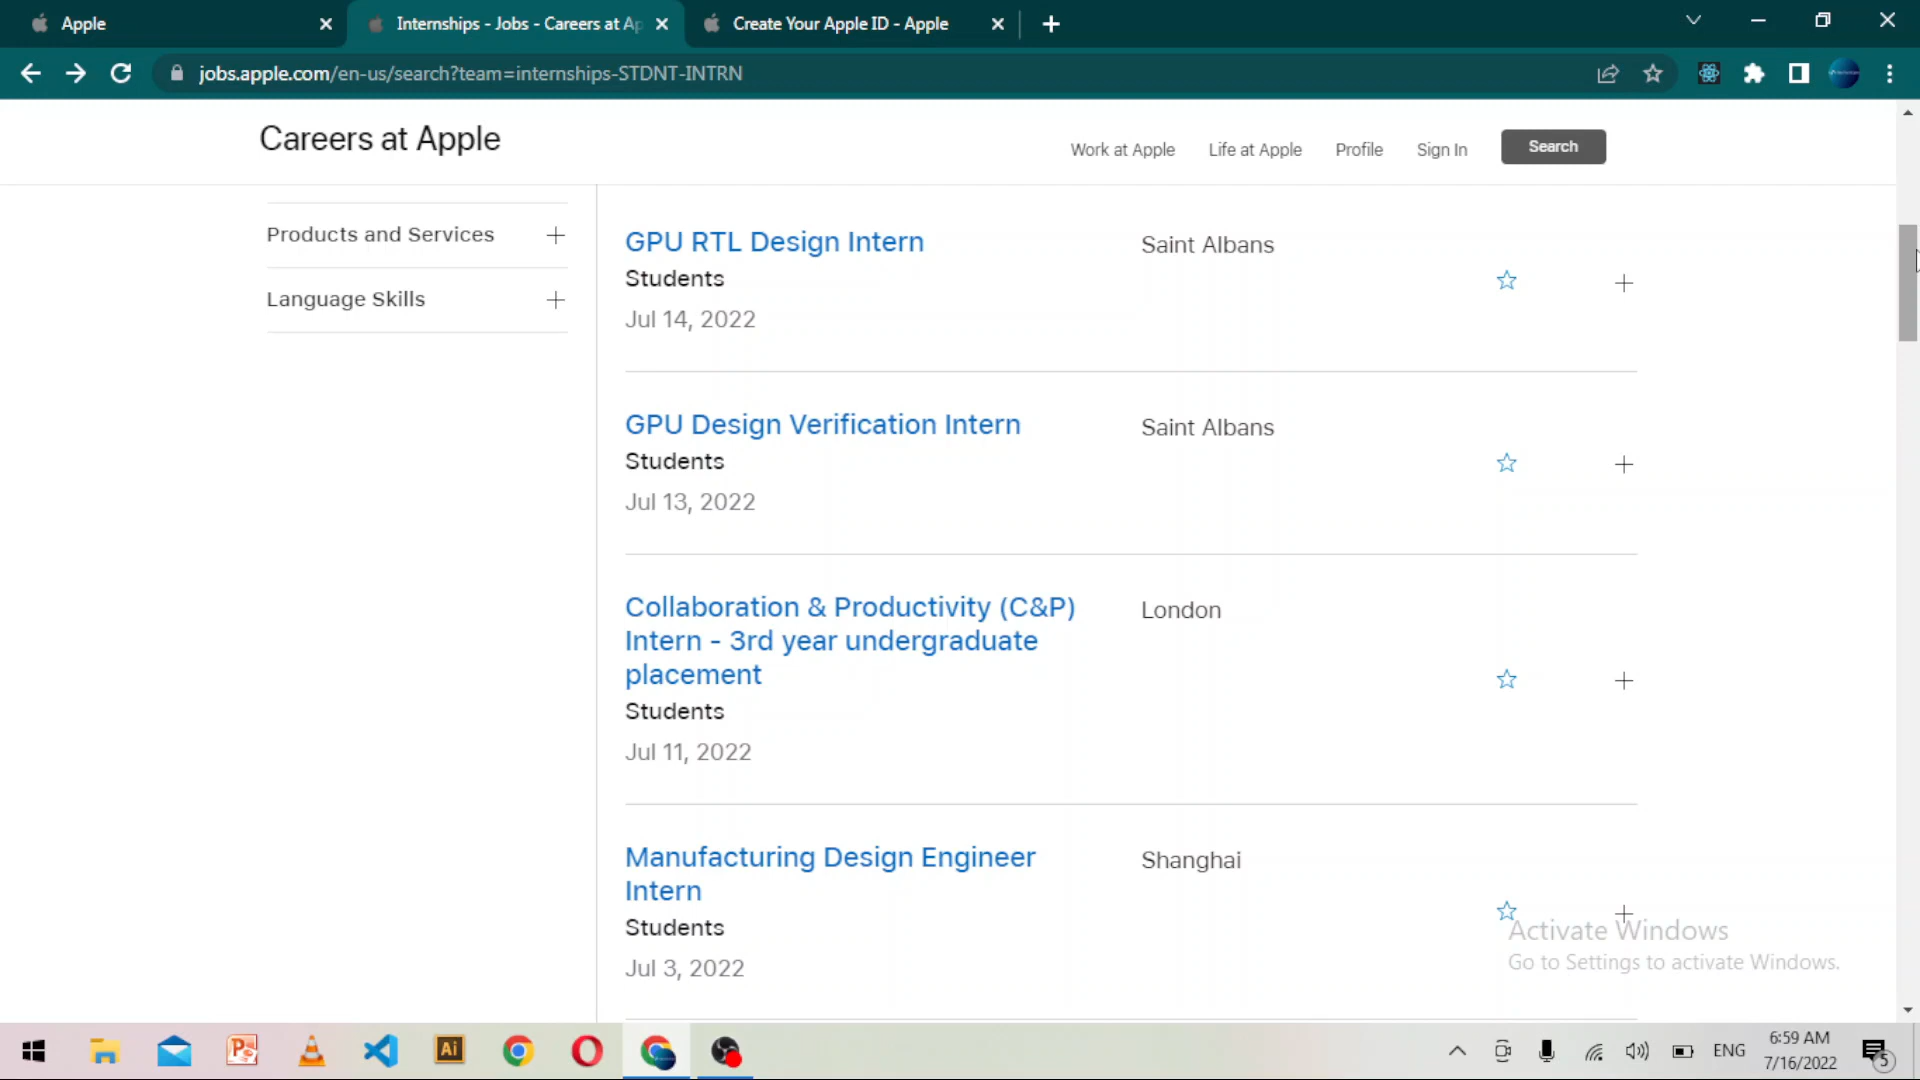 Apple
Internships - Jobs - Careers at Ap
Create Your Apple ID - Apple
jobs.apple.com/en-us/search?team=internships-STDNT-INTRN
Careers at Apple
Work at Apple
Life at Apple
Profile
Sign In
Search
Products and Services
Language Skills
GPU RTL Design Intern
Saint Albans
Students
Jul 14, 2022
GPU Design Verification Intern
Saint Albans
Students
Jul 13, 2022
Collaboration & Productivity (C&P)
Intern - 3rd year undergraduate
placement
London
Students
Jul 11, 2022
Manufacturing Design Engineer
Intern
Shanghai
Students
Jul 3, 2022
Activate Windows
Go to Settings to activate Windows.
Ai
ENG
6:59 AM
7/16/2022
5